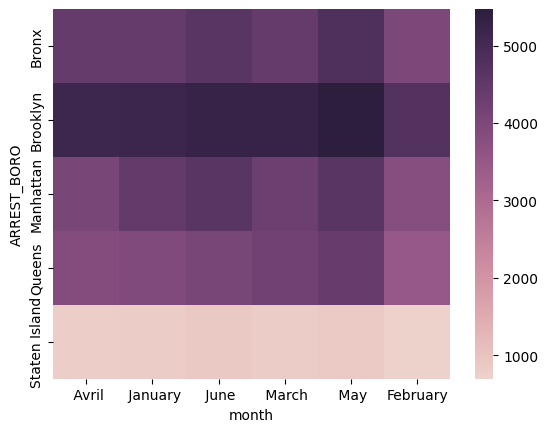 ARREST_BORO
Bronx
Brooklyn
Manhattan
Queens
Staten Island
Avril
January
June
March
May
February
month
5000
4000
3000
2000
1000